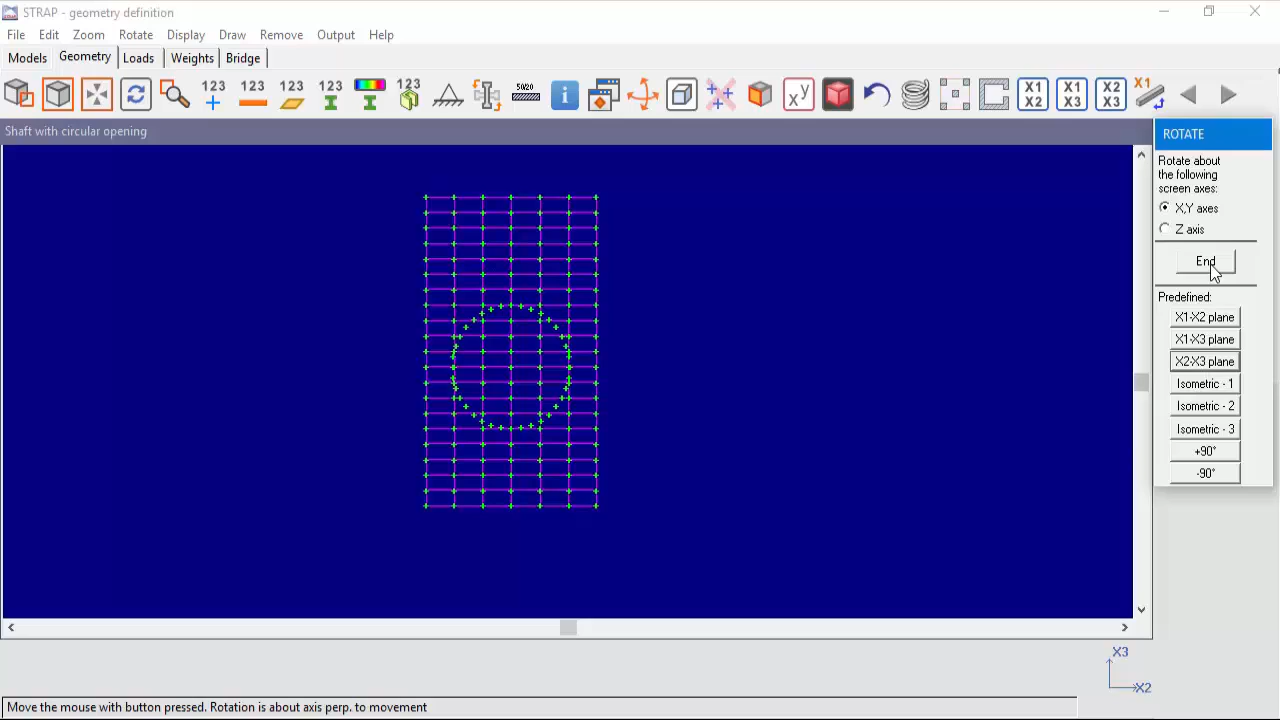 STRAP - geometry definition
File Edit Zoom Rotate Display Draw Remove Output Help
Models Geometry Loads Weights Bridge
123 123 123 123 123 50/20 i x y X1 X2 X1 X3 X2 X3 X1
Shaft with circular opening
ROTATE
Rotate about
the following
screen axes:
X,Y axes
Z axis
End
Predefined:
X1-X2 plane
X1-X3 plane
X2-X3 plane
Isometric - 1
Isometric - 2
Isometric - 3
+90°
-90°
X3
X2
Move the mouse with button pressed. Rotation is about axis perp. to movement